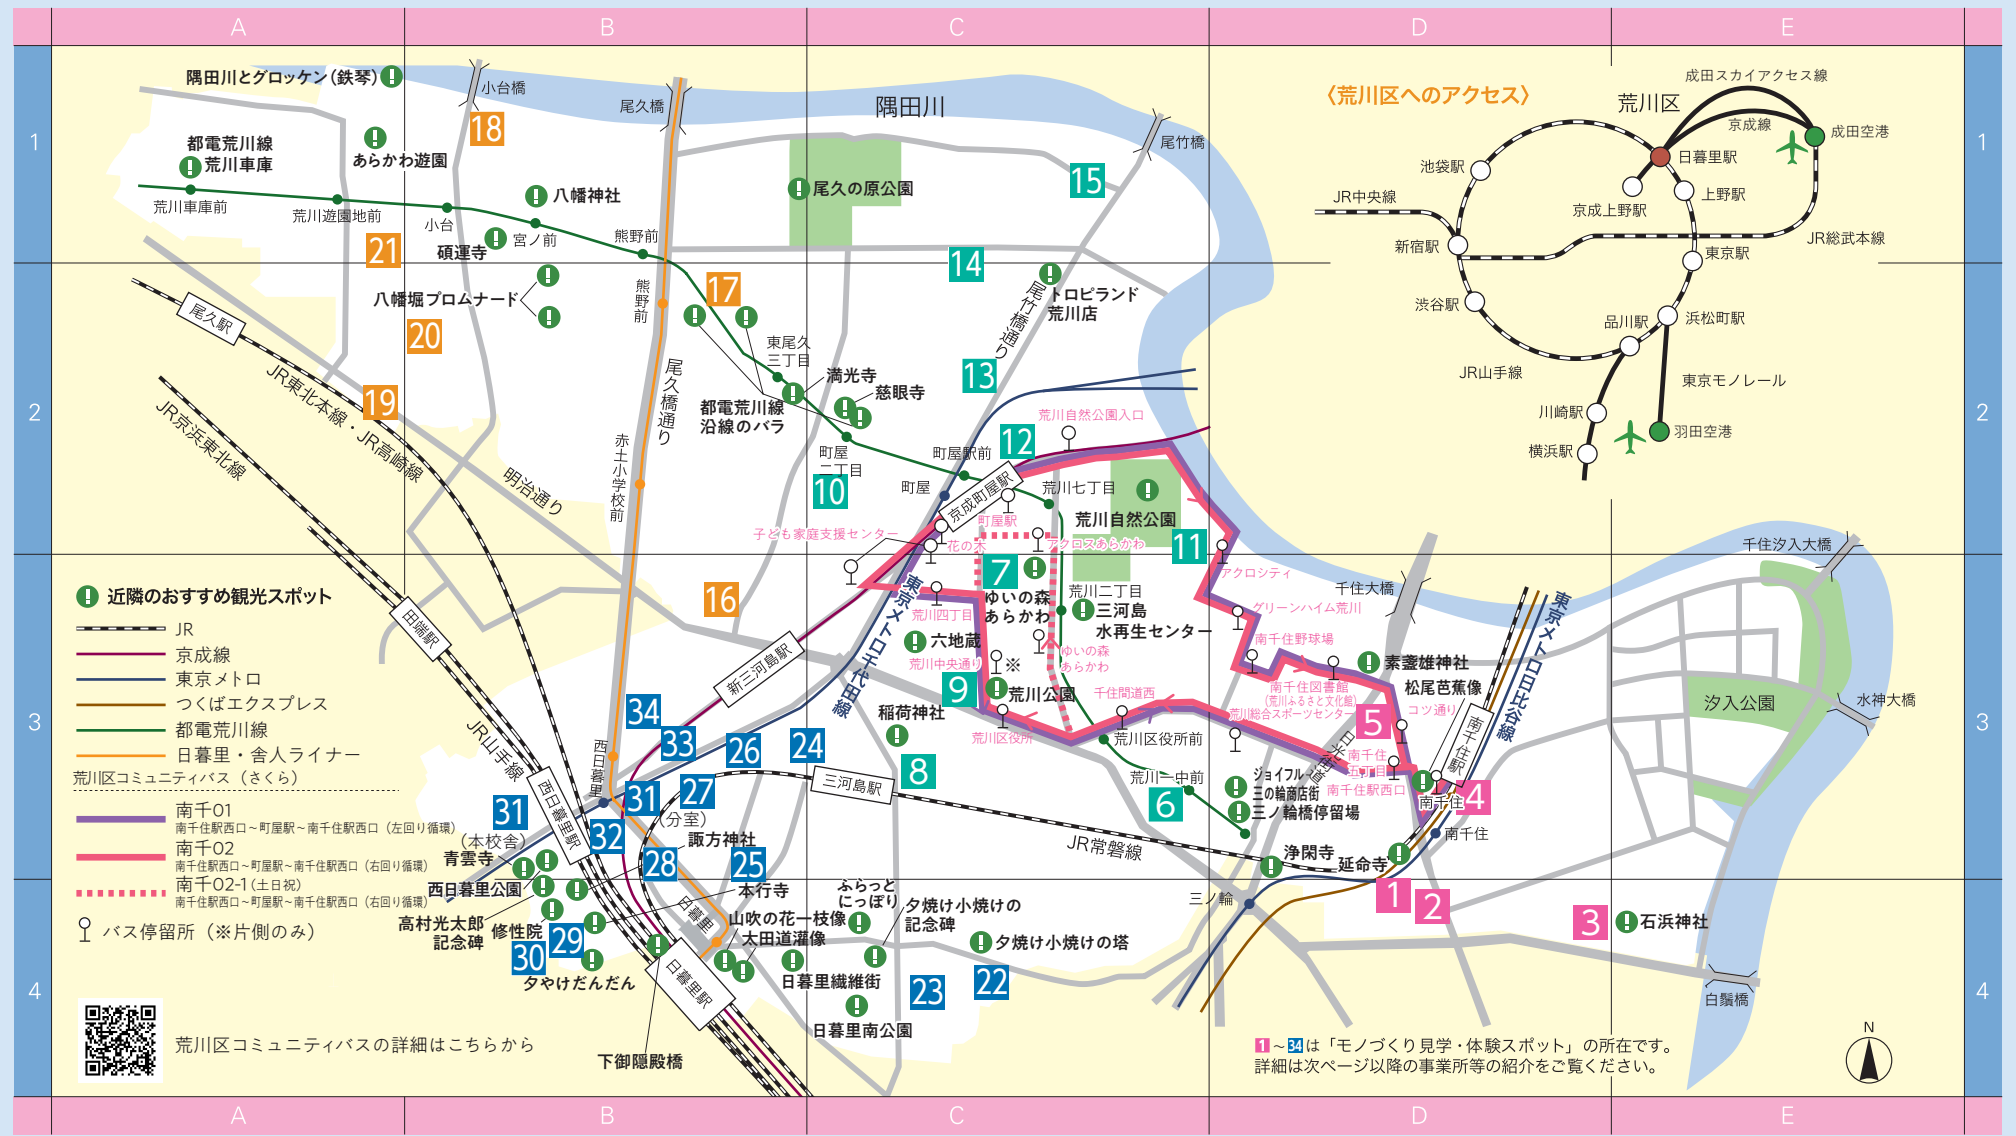 A B C D E
1 1
2 2
3 3
4 4
隅田川とグロッケン(鉄琴)
小台橋
18
尾久橋
隅田川
尾竹橋
都電荒川線
荒川車庫
あらかわ遊園
八幡神社
尾久の原公園
15
荒川車庫前
荒川遊園地前
小台
宮ノ前
熊野前
碩運寺
21
14
〈荒川区へのアクセス〉
荒川区
成田スカイアクセス線
京成線
成田空港
日暮里駅
池袋駅
上野駅
京成上野駅
JR中央線
新宿駅
JR総武本線
東京駅
渋谷駅
品川駅
浜松町駅
JR山手線
東京モノレール
川崎駅
羽田空港
横浜駅
八幡堀プロムナード
熊野前
17
トロピランド
荒川店
尾竹橋通り
尾久駅
20
東尾久
三丁目
満光寺
慈眼寺
13
JR東北本線・JR高崎線
19
尾久橋通り
都電荒川線
沿線のバラ
JR京浜東北線
明治通り
赤土小学校前
町屋
二丁目
10
町屋駅前
12
荒川自然公園入口
町屋
京成町屋駅
荒川七丁目
町屋駅
荒川自然公園
子ども家庭支援センター
花の木
アクロスあらかわ
11
アクロシティ
7
ゆいの森
あらかわ
荒川二丁目
三河島
水再生センター
グリーンハイム荒川
千住大橋
千住汐入大橋
近隣のおすすめ観光スポット
JR
京成線
東京メトロ
つくばエクスプレス
都電荒川線
日暮里・舎人ライナー
荒川区コミュニティバス(さくら)
南千01
南千住駅西口~町屋駅~南千住駅西口(左回り循環)
南千02
南千住駅西口~町屋駅~南千住駅西口(右回り循環)
南千02-1(土日祝)
南千住駅西口~町屋駅~南千住駅西口(右回り循環)
バス停留所(※片側のみ)
荒川区コミュニティバスの詳細はこちらから
田端駅
16
新三河島駅
東京メトロ千代田線
荒川四丁目
六地蔵
荒川中央通り
※
ゆいの森
あらかわ
9
荒川公園
千住間道西
稲荷神社
荒川区役所
荒川区役所前
南千住野球場
南千住図書館
(荒川ふるさと文化館)
荒川総合スポーツセンター
素盞雄神社
松尾芭蕉像
コツ通り
5
東京メトロ日比谷線
南千住駅
汐入公園
水神大橋
JR山手線
34
33
26
24
西日暮里
三河島駅
8
荒川一中前
6
ジョイフル
三の輪商店街
三ノ輪橋停留場
日光街道
南千住
五丁目
南千住駅西口
南千住
4
南千住
西日暮里駅
31
(本校舎)
31
(分室)
27
32
諏方神社
28
25
JR常磐線
浄閑寺
延命寺
青雲寺
西日暮里公園
高村光太郎
記念碑
修性院
30
29
夕やけだんだん
本行寺
日暮里
山吹の花一枝像
太田道灌像
ふらっと
にっぽり
夕焼け小焼けの
記念碑
夕焼け小焼けの塔
日暮里繊維街
23
22
日暮里南公園
日暮里駅
下御隠殿橋
三ノ輪
1
2
3
石浜神社
白鬚橋
1~34は「モノづくり見学・体験スポット」の所在です。
詳細は次ページ以降の事業所等の紹介をご覧ください。
N
A B C D E